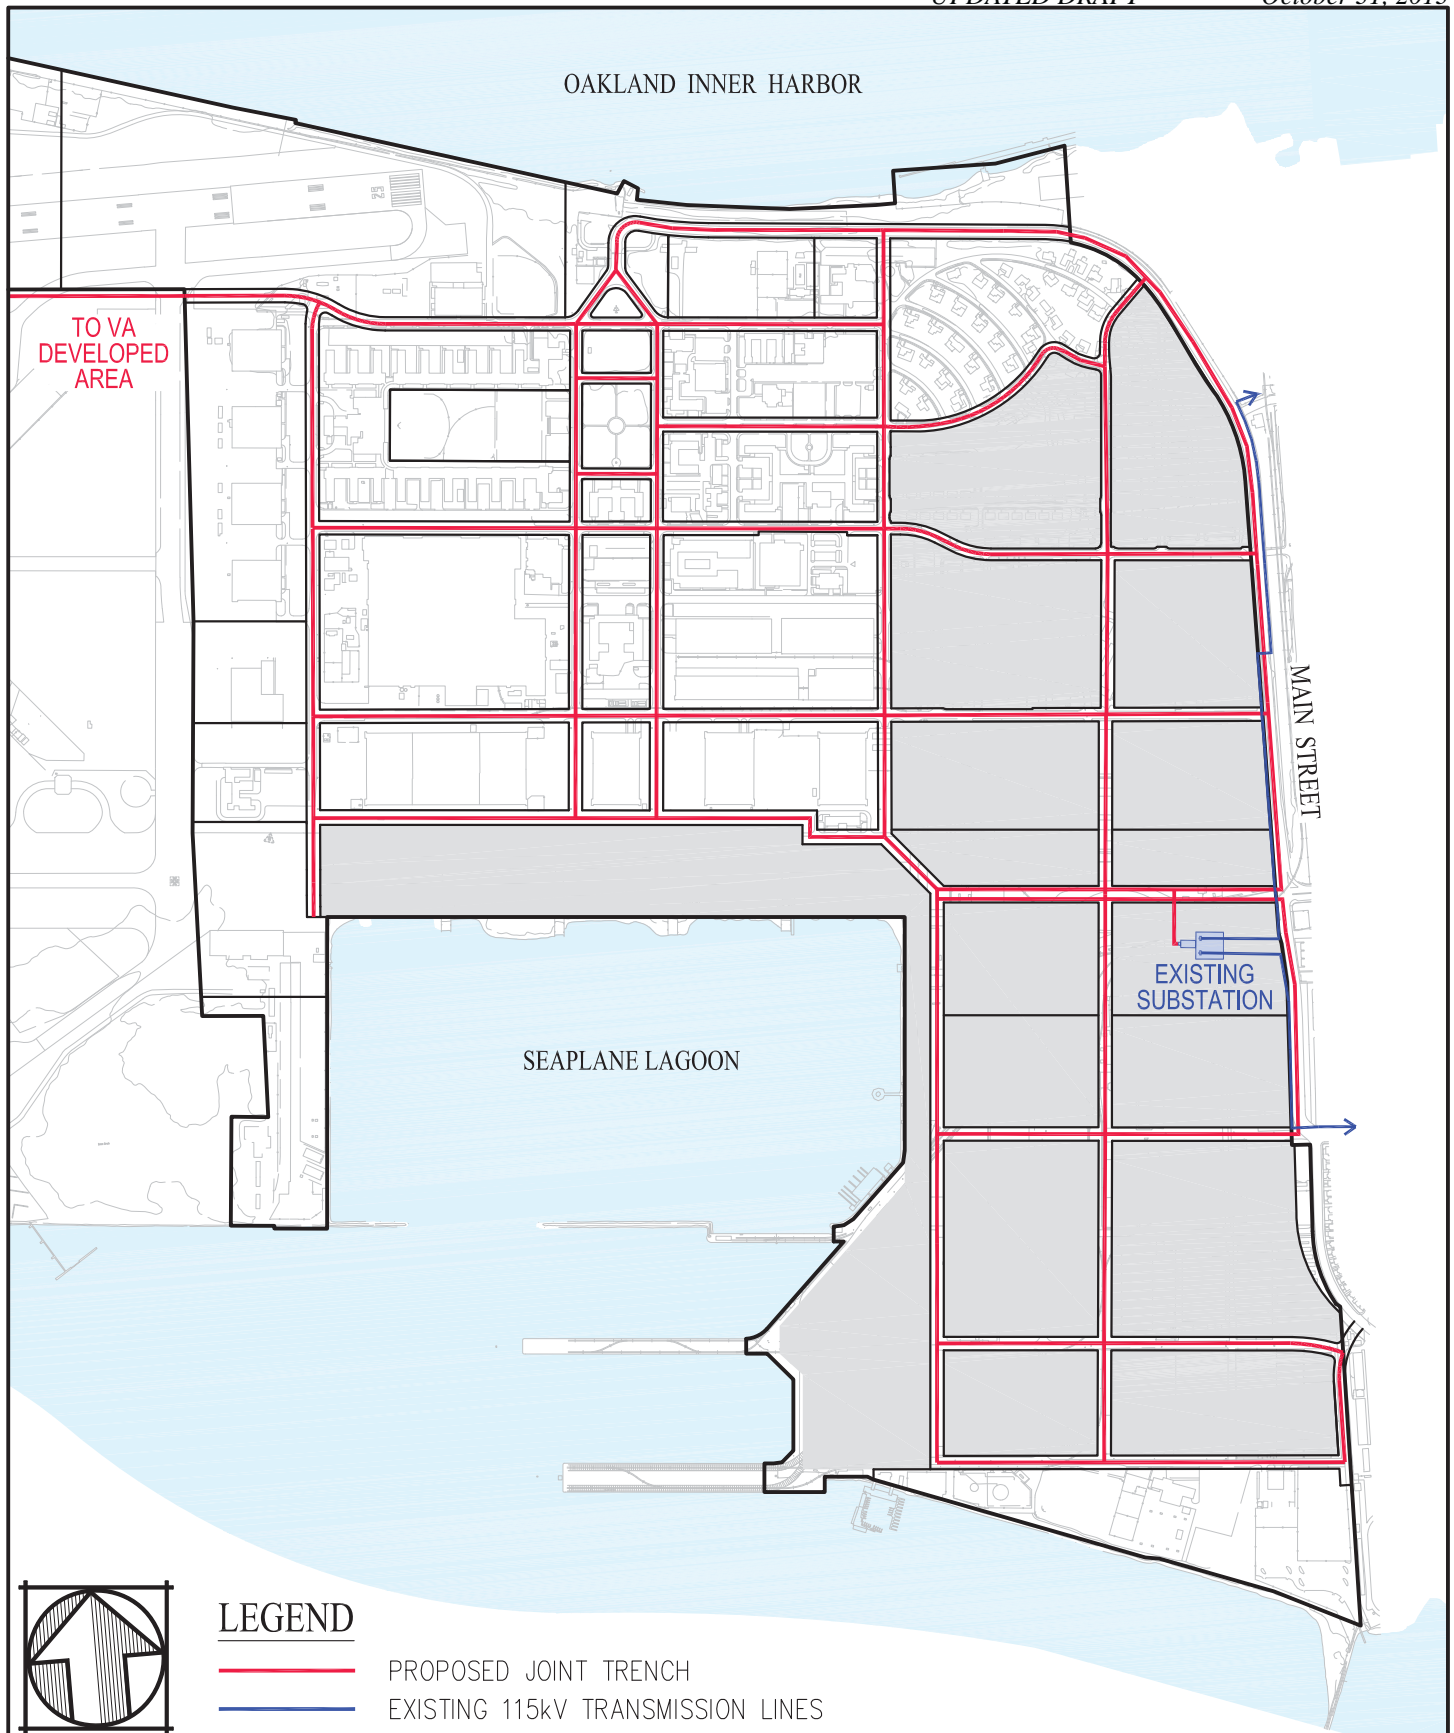 OAKLAND INNER HARBOR
TO VA
DEVELOPED
AREA
MAIN STREET
EXISTING
SUBSTATION
SEAPLANE LAGOON
LEGEND
PROPOSED JOINT TRENCH
EXISTING 115kV TRANSMISSION LINES